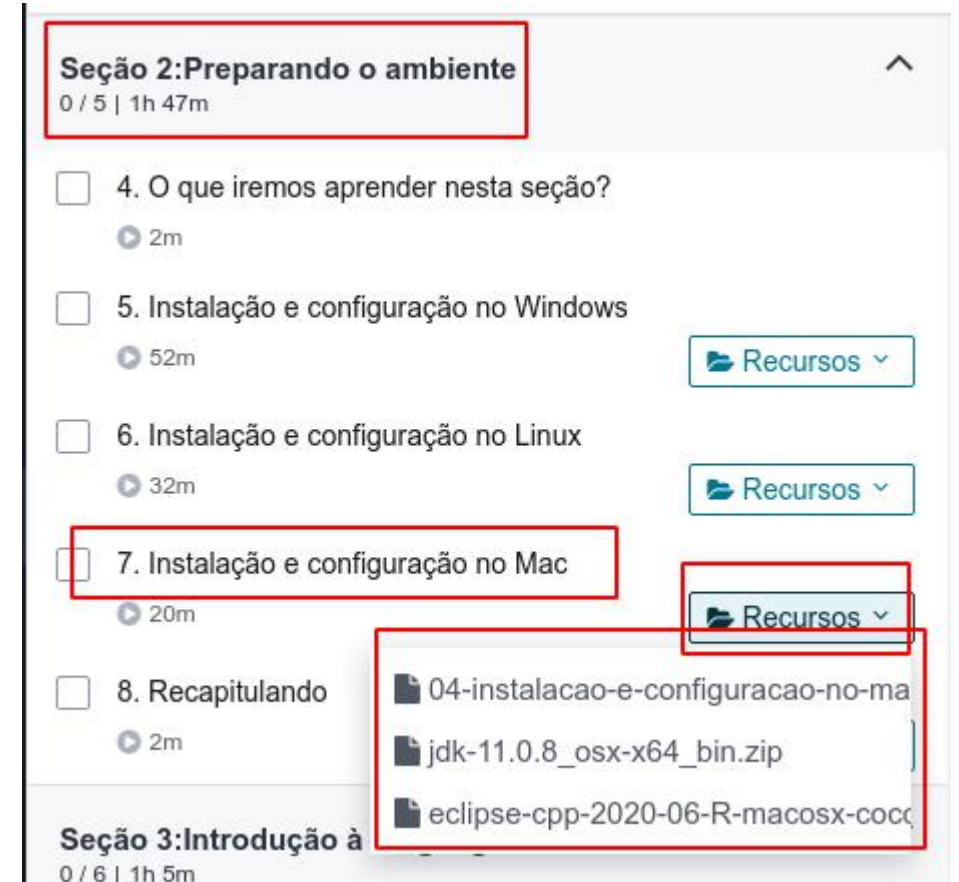 Seção 2:Preparando o ambiente
0 / 5 | 1h 47m
4. O que iremos aprender nesta seção?
2m
5. Instalação e configuração no Windows
52m
Recursos
6. Instalação e configuração no Linux
32m
Recursos
7. Instalação e configuração no Mac
20m
Recursos
04-instalacao-e-configuracao-no-ma
8. Recapitulando
2m
jdk-11.0.8_osx-x64_bin.zip
eclipse-cpp-2020-06-R-macosx-coco
Seção 3:Introdução à
0 / 6 | 1h 5m